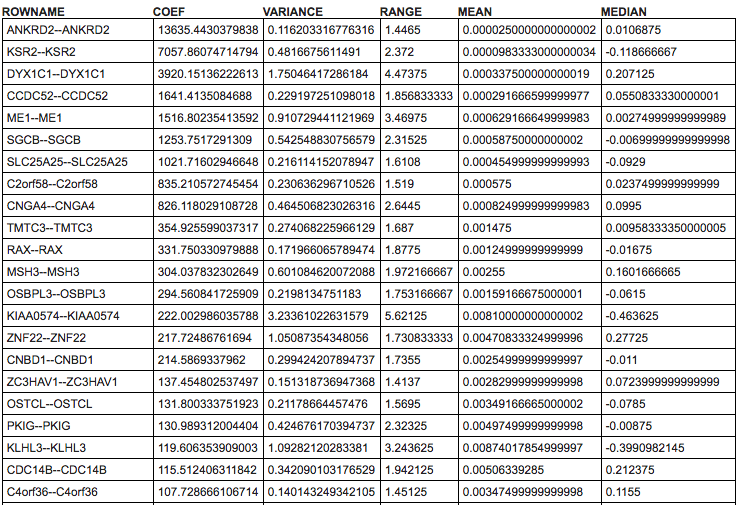 ROWNAME COEF VARIANCE RANGE MEAN MEDIAN
ANKRD2--ANKRD2 13635.4430379838 0.116203316776316 1.4465 0.0000250000000000002 0.0106875
KSR2--KSR2 7057.86074714794 0.4816675611491 2.372 0.0000983333000000034 -0.118666667
DYX1C1--DYX1C1 3920.15136222613 1.75046417286184 4.47375 0.000337500000000019 0.207125
CCDC52--CCDC52 1641.4135084688 0.229197251098018 1.856833333 0.000291666599999977 0.0550833330000001
ME1--ME1 1516.80235413592 0.910729441121969 3.46975 0.000629166649999983 0.00274999999999989
SGCB--SGCB 1253.7517291309 0.542548830756579 2.31525 0.00058750000000002 -0.00699999999999998
SLC25A25--SLC25A25 1021.71602946648 0.216114152078947 1.6108 0.000454999999999993 -0.0929
C2orf58--C2orf58 835.210572745454 0.230636296710526 1.519 0.000575 0.0237499999999999
CNGA4--CNGA4 826.118029108728 0.464506823026316 2.6445 0.000824999999999983 0.0995
TMTC3--TMTC3 354.925599037317 0.274068225966129 1.687 0.001475 0.00958333350000005
RAX--RAX 331.750330979888 0.171966065789474 1.8775 0.00124999999999999 -0.01675
MSH3--MSH3 304.037832302649 0.601084620072088 1.972166667 0.00255 0.1601666665
OSBPL3--OSBPL3 294.560841725909 0.2198134751183 1.753166667 0.00159166675000001 -0.0615
KIAA0574--KIAA0574 222.002986035788 3.23361022631579 5.62125 0.00810000000000002 -0.463625
ZNF22--ZNF22 217.72486761694 1.05087354348056 1.730833333 0.00470833324999996 0.27725
CNBD1--CNBD1 214.5869337962 0.299424207894737 1.7355 0.00254999999999997 -0.011
ZC3HAV1--ZC3HAV1 137.454802537497 0.151318736947368 1.4137 0.00282999999999998 0.0723999999999999
OSTCL--OSTCL 131.800333751923 0.21178664457476 1.5695 0.00349166665000002 -0.0785
PKIG--PKIG 130.989312004404 0.424676170394737 2.32325 0.00497499999999998 -0.00875
KLHL3--KLHL3 119.606353909003 1.09282120283381 3.243625 0.00874017854999997 -0.3990982145
CDC14B--CDC14B 115.512406311842 0.342090103176529 1.942125 0.00506339285 0.212375
C4orf36--C4orf36 107.728666106714 0.140143249342105 1.45125 0.00347499999999998 0.1155